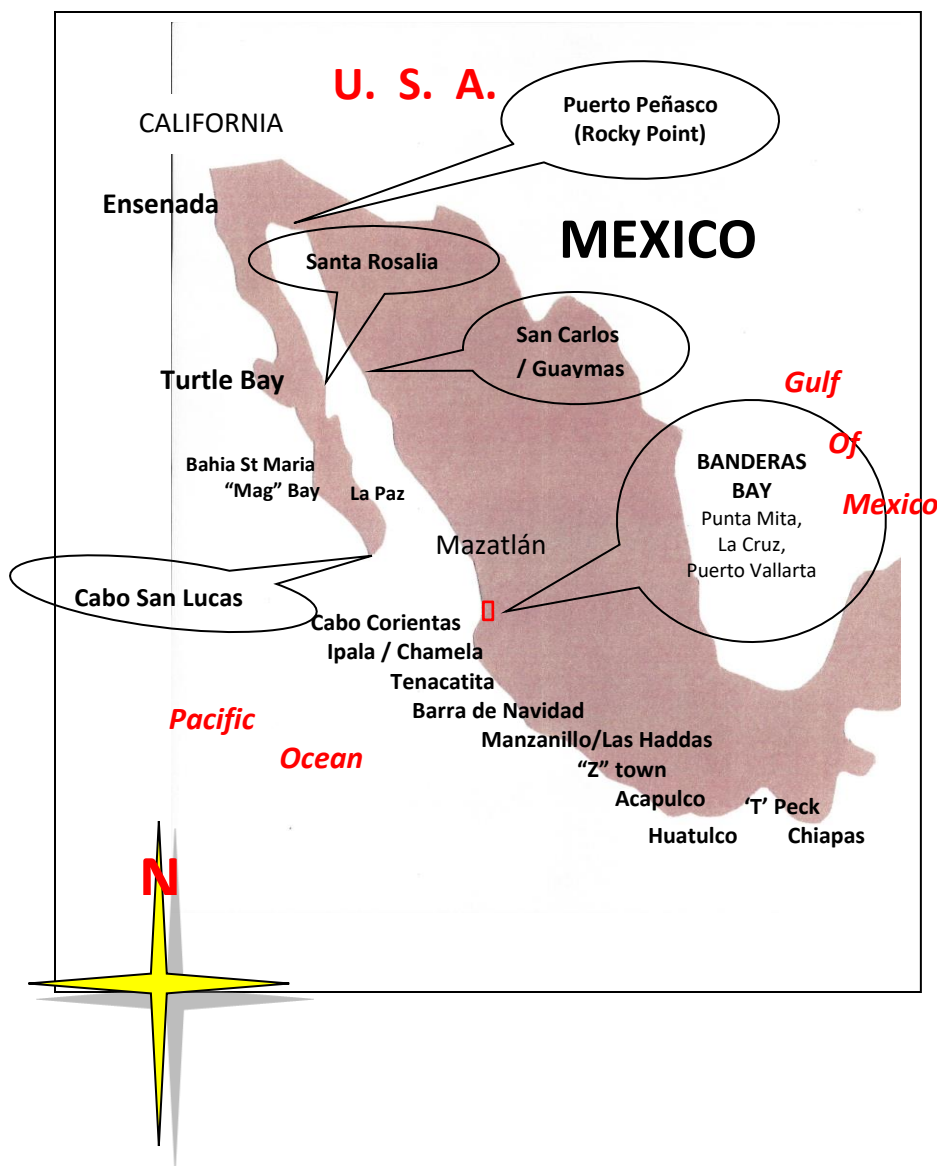 U. S. A.
Puerto Peñasco
(Rocky Point)
CALIFORNIA
Ensenada
MEXICO
Santa Rosalia
San Carlos
/ Guaymas
Turtle Bay
Gulf
Of
Mexico
BANDERAS
BAY
Punta Mita,
La Cruz,
Puerto Vallarta
Bahia St Maria
“Mag” Bay
La Paz
Mazatlán
Cabo San Lucas
Cabo Corientas
Ipala / Chamela
Tenacatita
Barra de Navidad
Manzanillo/Las Haddas
“Z” town
Acapulco
‘T’ Peck
Huatulco
Chiapas
Pacific
Ocean
N